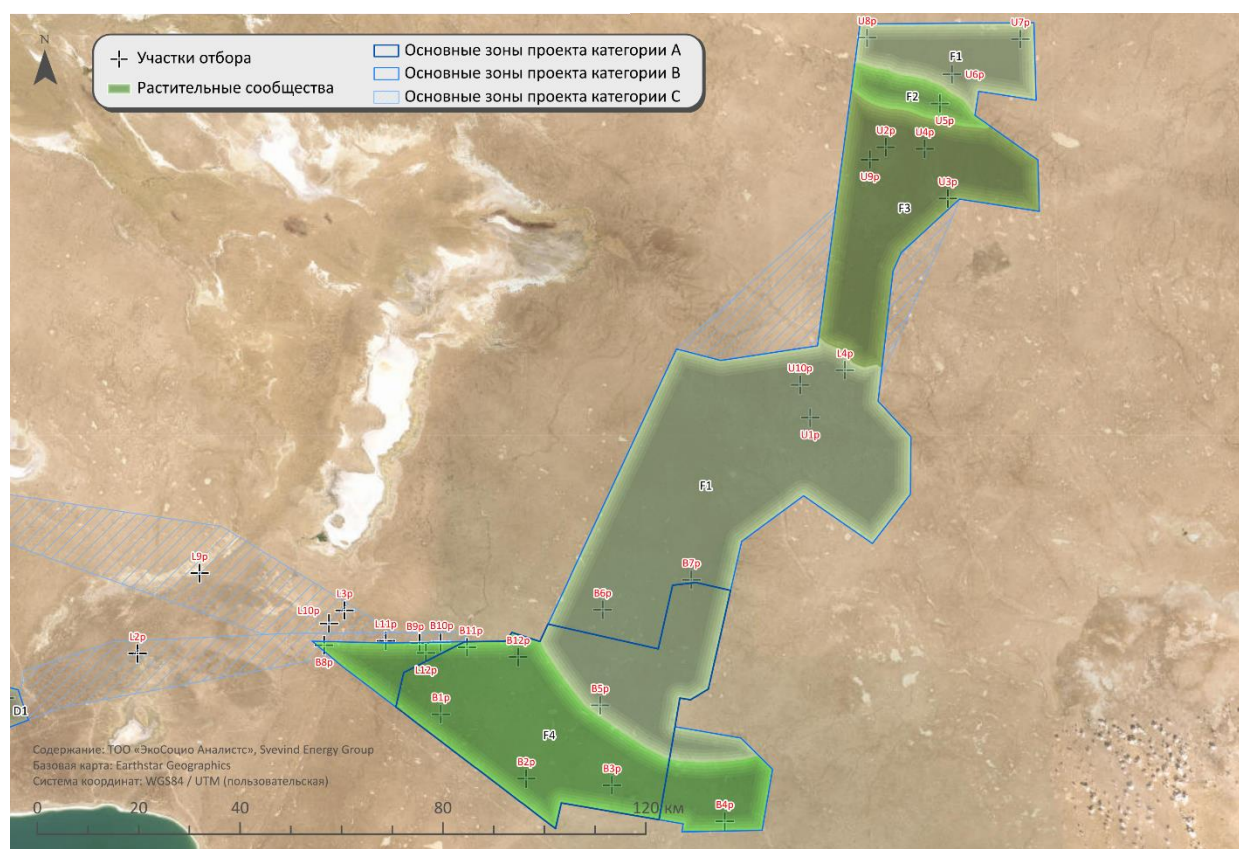 N
Участки отбора
Растительные сообщества
Основные зоны проекта категории А
Основные зоны проекта категории В
Основные зоны проекта категории С
U8p
U7p
F1
U6p
F2
U5p
U2p
U4p
U9p
U3p
F3
L4p
U10p
U1p
F1
B7p
B6p
L9p
L3p
L10p
L11p
B9p
B10p
B11p
B12p
L2p
B8p
L12p
B1p
B5p
D1
F4
B2p
B3p
B4p
Содержание: ТОО «ЭкоСоцио Аналистс», Svevind Energy Group
Базовая карта: Earthstar Geographics
Система координат: WGS84 / UTM (пользовательская)
0 20 40 80 120 км